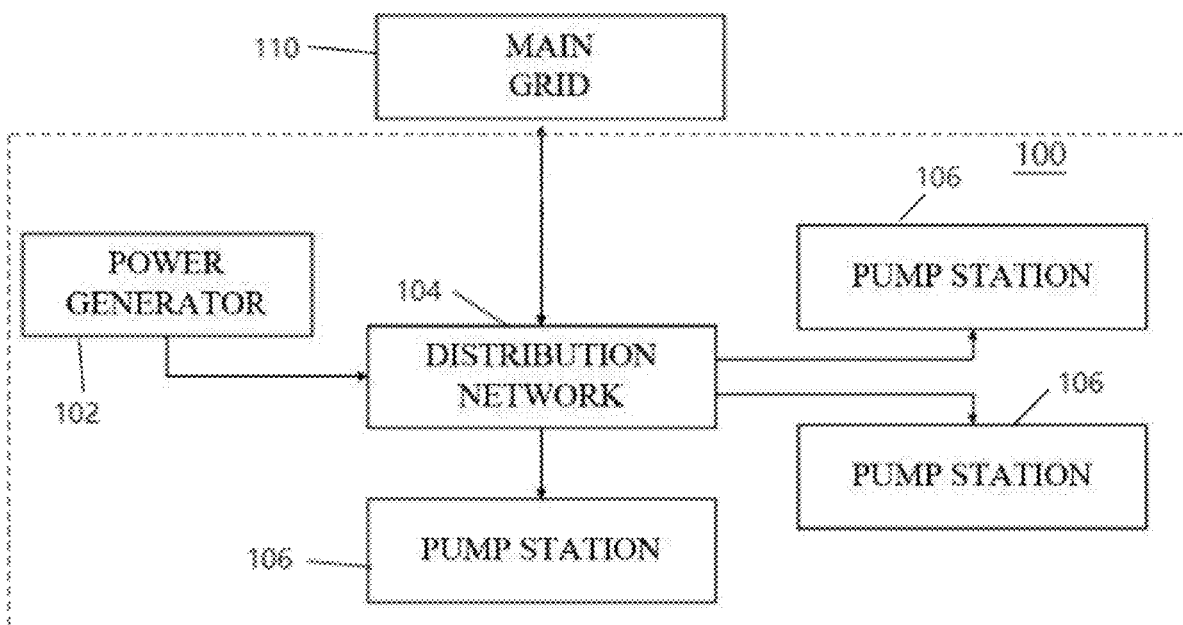 110
MAIN
GRID
100
106
POWER
GENERATOR
PUMP STATION
104
DISTRIBUTION
NETWORK
102
106
PUMP STATION
PUMP STATION
106